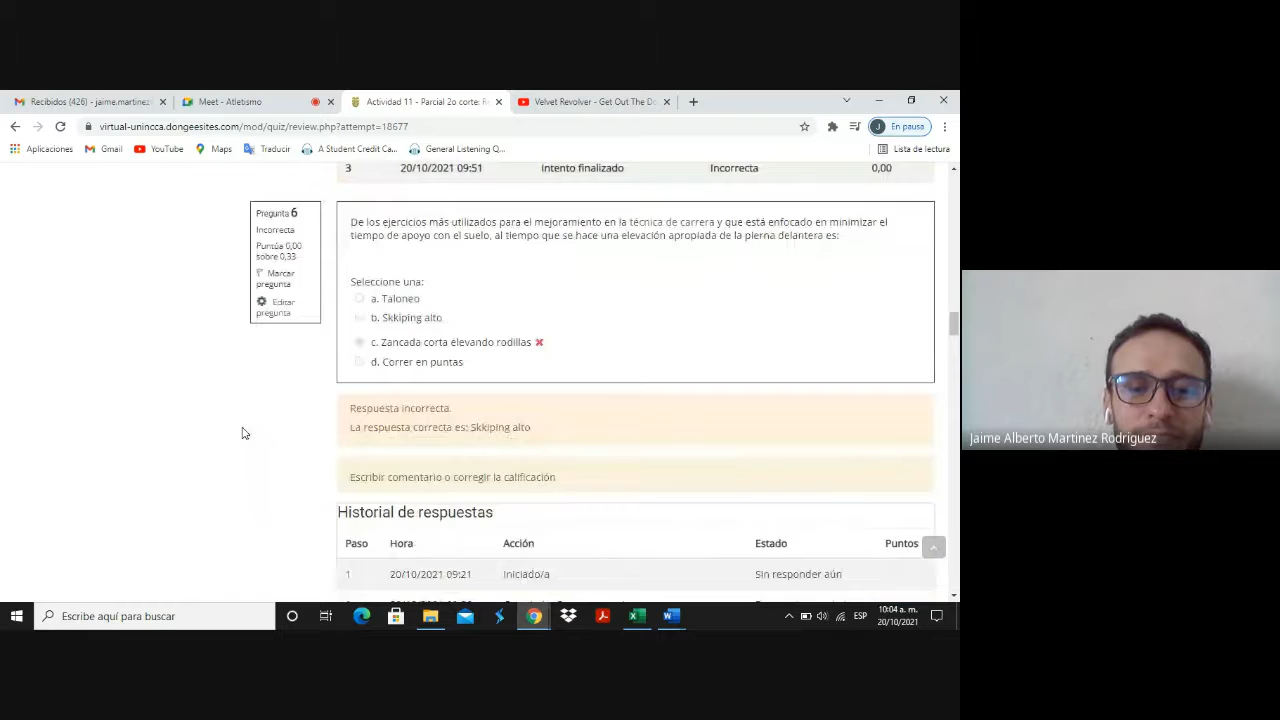 Recibidos (426) - jaime.martinez
Meet - Atletismo
Actividad 11 - Parcial 2o corte: R
Velvet Revolver - Get Out The Do
virtual-unincca.dongeesites.com/mod/quiz/review.php?attempt=18677
J En pausa
Aplicaciones
Gmail
YouTube
Maps
Traducir
A Student Credit Ca...
General Listening Q...
Lista de lectura
3 20/10/2021 09:51 Intento finalizado Incorrecta 0,00
Pregunta 6
Incorrecta
Puntúa 0,00
sobre 0,33
Marcar
pregunta
Editar
pregunta
De los ejercicios más utilizados para el mejoramiento en la técnica de carrera y que está enfocado en minimizar el
tiempo de apoyo con el suelo, al tiempo que se hace una elevación apropiada de la pierna delantera es:
Seleccione una:
a. Taloneo
b. Skkiping alto
c. Zancada corta elevando rodillas
d. Correr en puntas
Respuesta incorrecta.
La respuesta correcta es: Skkiping alto
Escribir comentario o corregir la calificación
Historial de respuestas
Paso Hora Acción Estado Puntos
1 20/10/2021 09:21 Iniciado/a Sin responder aún
Jaime Alberto Martinez Rodriguez
Escribe aquí para buscar
ESP
10:04 a. m.
20/10/2021